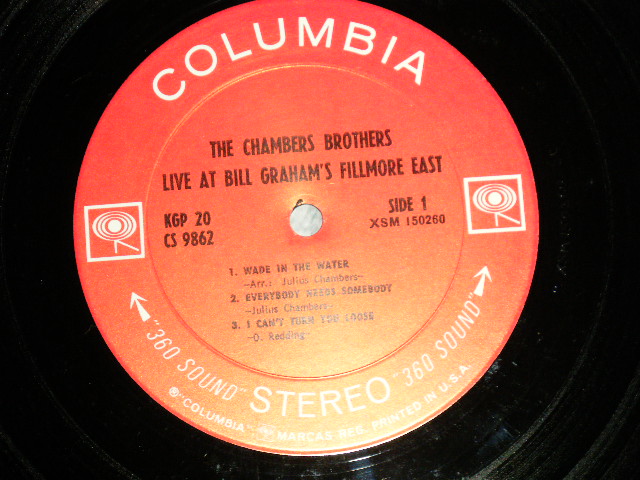 COLUMBIA
THE CHAMBERS BROTHERS
LIVE AT BILL GRAHAM'S FILLMORE EAST
KGP 20
CS 9862
SIDE 1
XSM 150260
1. WADE IN THE WATER
-Arr.: Julius Chambers-
2. EVERYBODY NEEDS SOMEBODY
-Julius Chambers-
3. I CAN'T TURN YOU LOOSE
-O. Redding-
"360 SOUND" STEREO "360 SOUND"
® "COLUMBIA" MARCAS REG. PRINTED IN U.S.A.